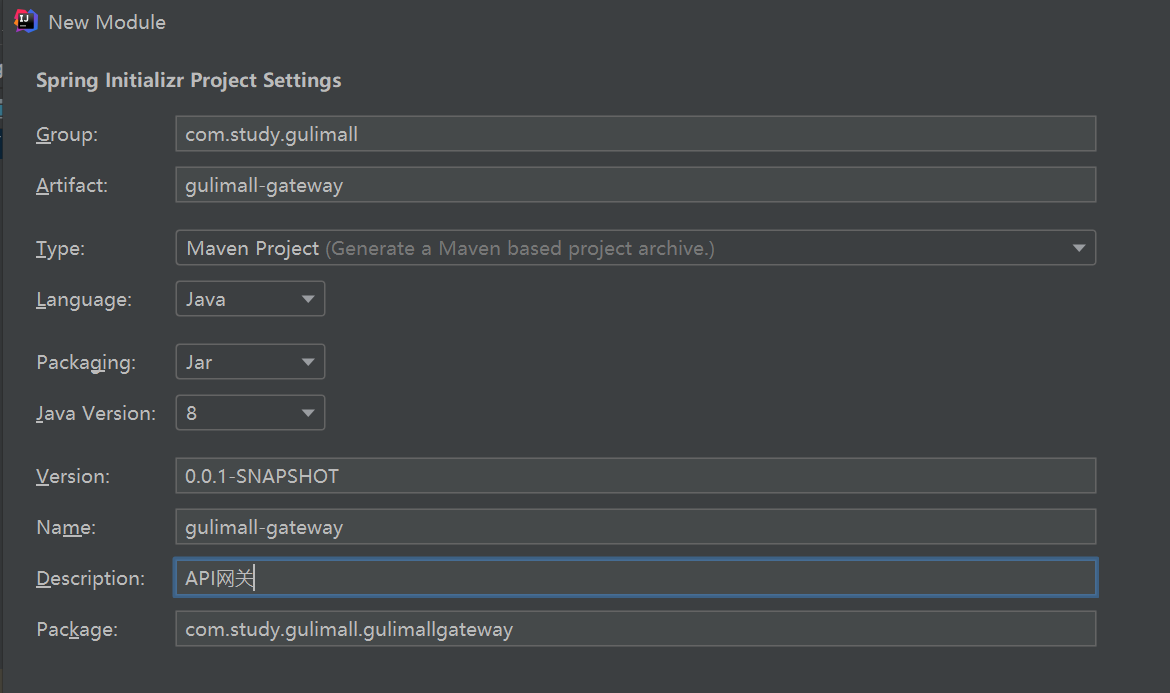 New Module
Spring Initializr Project Settings
Group: com.study.gulimall
Artifact: gulimall-gateway
Type: Maven Project (Generate a Maven based project archive.)
Language: Java
Packaging: Jar
Java Version: 8
Version: 0.0.1-SNAPSHOT
Name: gulimall-gateway
Description: API网关
Package: com.study.gulimall.gulimallgateway